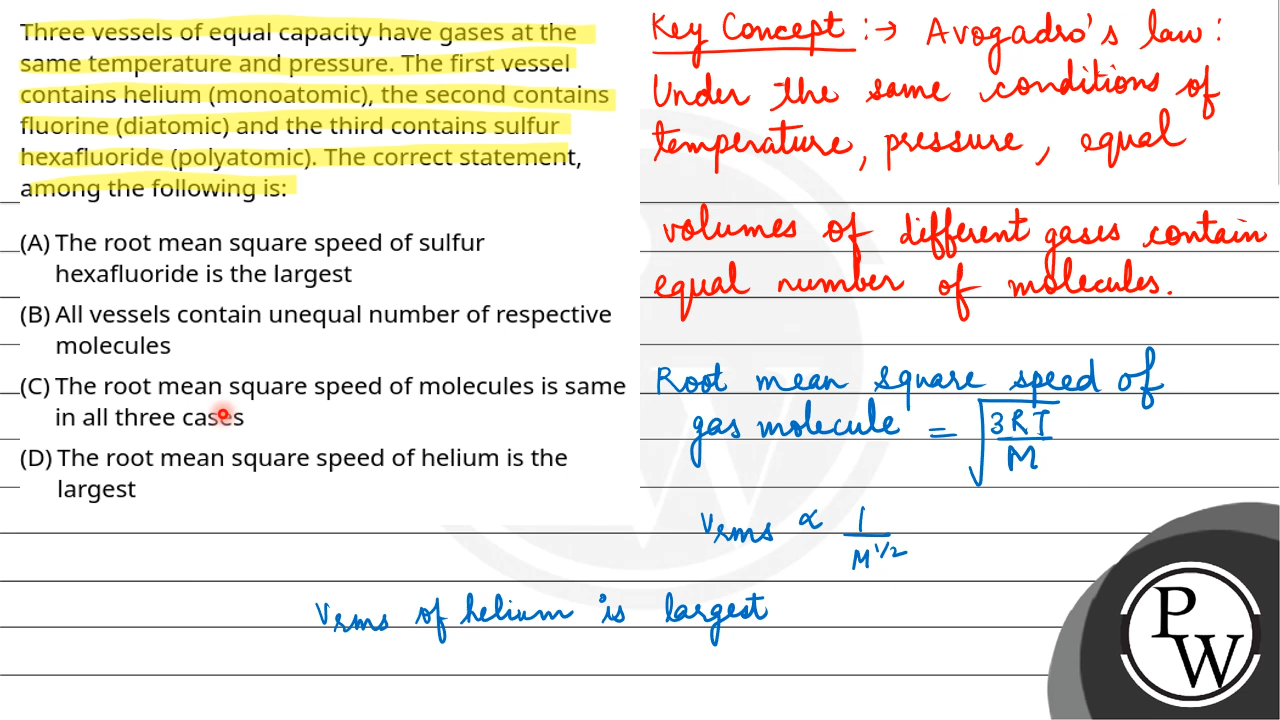 Three vessels of equal capacity have gases at the
same temperature and pressure. The first vessel
contains helium (monoatomic), the second contains
fluorine (diatomic) and the third contains sulfur
hexafluoride (polyatomic). The correct statement,
among the following is:
(A) The root mean square speed of sulfur
hexafluoride is the largest
(B) All vessels contain unequal number of respective
molecules
(C) The root mean square speed of molecules is same
in all three cases
(D) The root mean square speed of helium is the
largest
Key Concept :→ Avogadro's law :
Under the same conditions of
temperature, pressure, equal
volumes of different gases contain
equal number of molecules.
Root mean square speed of
gas molecule = √(3RT/M)
Vrms ∝ 1/M^1/2
Vrms of helium is largest
PW